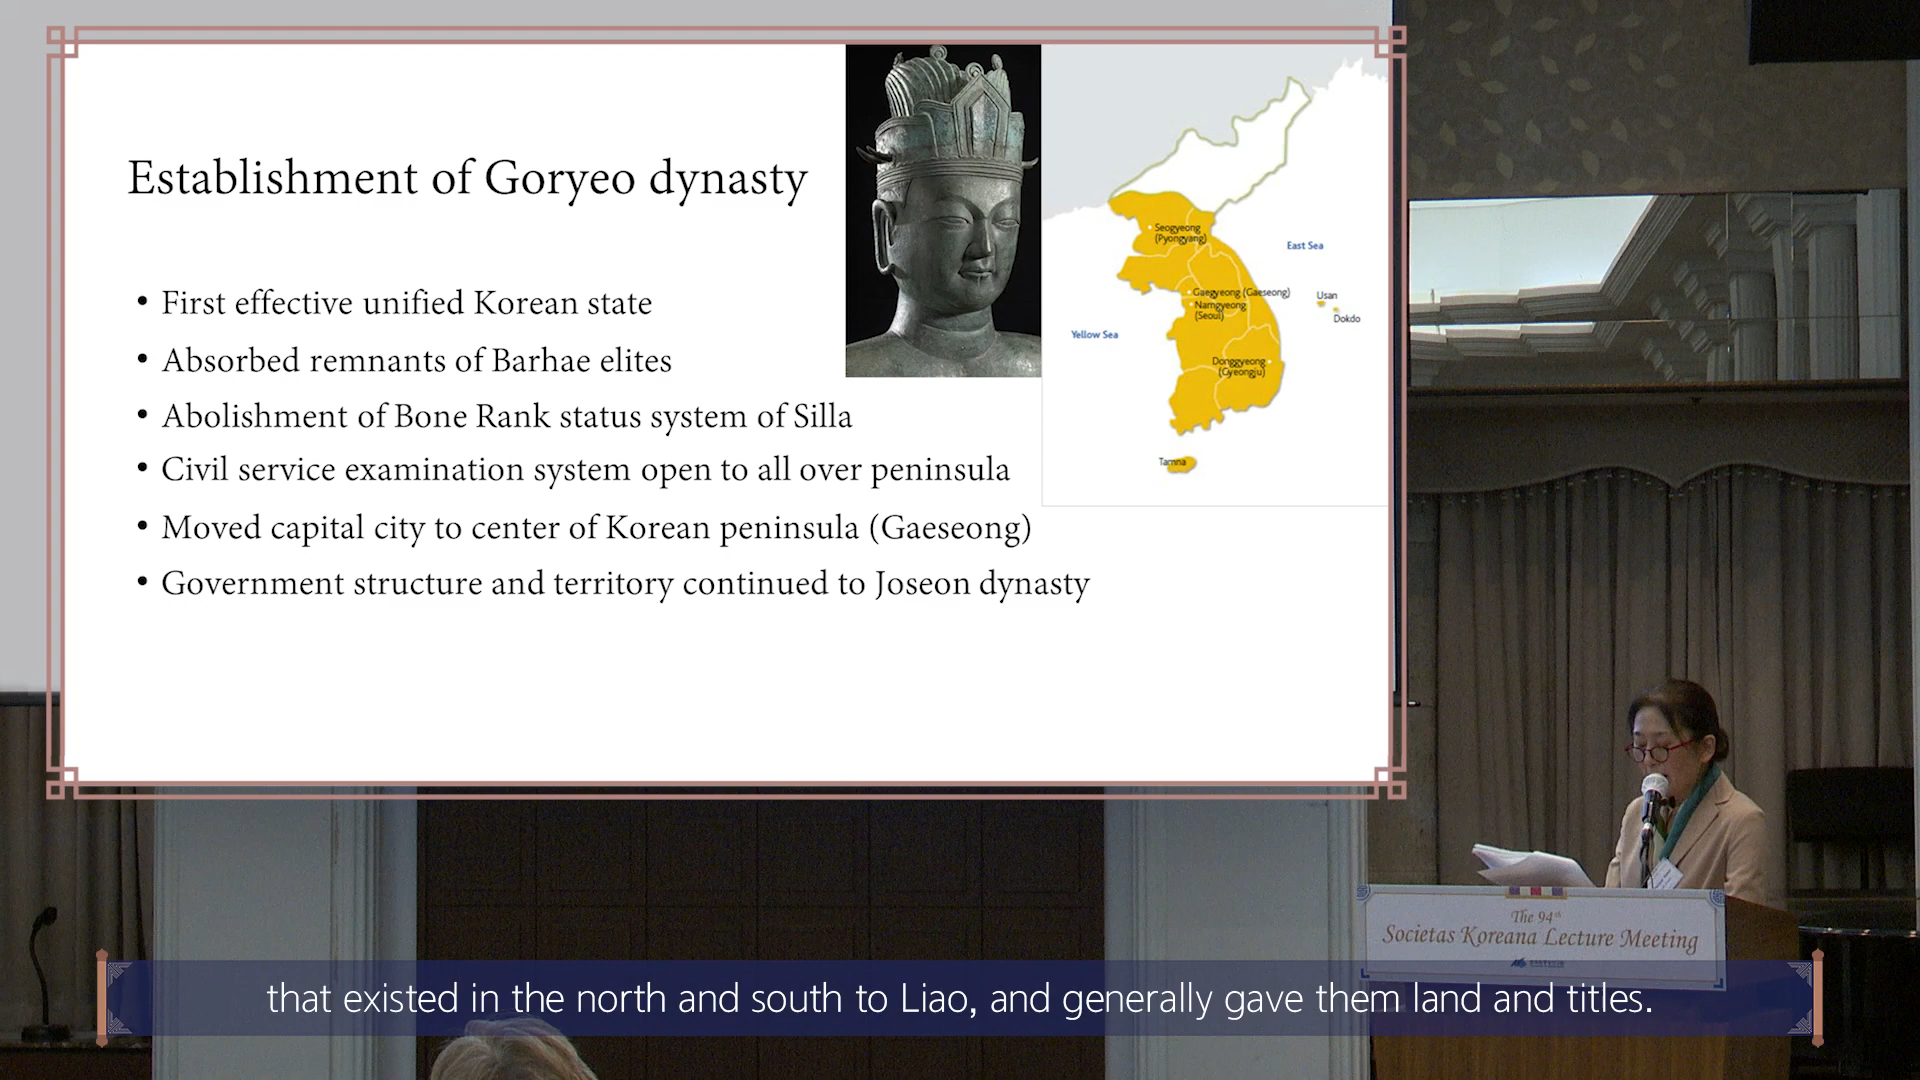 Establishment of Goryeo dynasty
• First effective unified Korean state
• Absorbed remnants of Barhae elites
• Abolishment of Bone Rank status system of Silla
• Civil service examination system open to all over peninsula
• Moved capital city to center of Korean peninsula (Gaeseong)
• Government structure and territory continued to Joseon dynasty
Seogyeong
(Pyongyang)
East Sea
Gaegyeong (Gaeseong)
Namgyeong
(Seoul)
Usan
Dokdo
Yellow Sea
Donggyeong
(Gyeongju)
Tamna
The 94th
Societas Koreana Lecture Meeting
that existed in the north and south to Liao, and generally gave them land and titles.